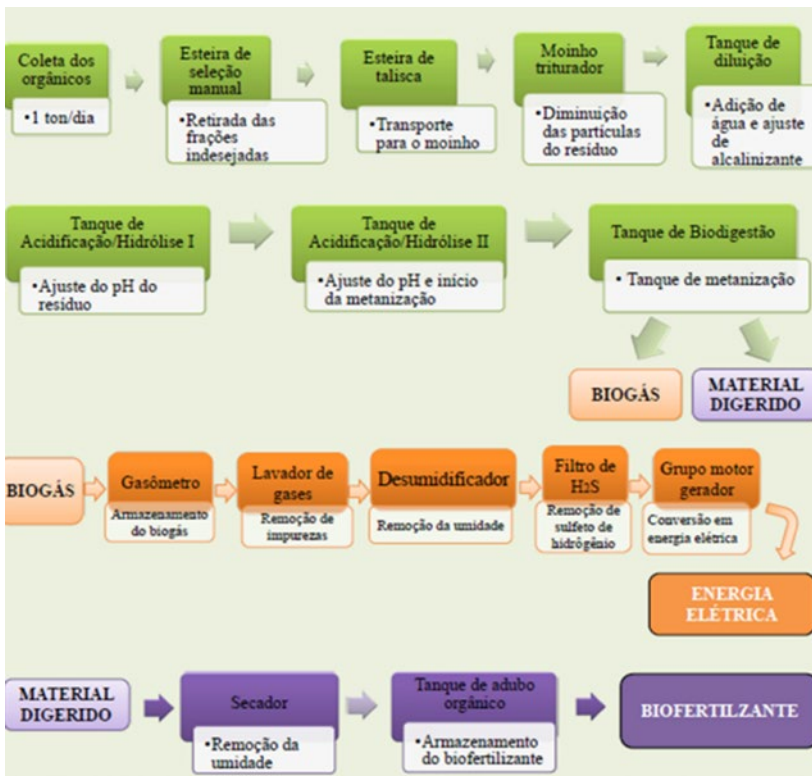 Coleta dos
orgânicos
•1 ton/dia
Esteira de
seleção
manual
•Retirada das
frações
indesejadas
Esteira de
talisca
•Transporte
para o moinho
Moinho
triturador
•Diminuição
das partículas
do resíduo
Tanque de
diluição
•Adição de
água e ajuste
de
alcalinizante
Tanque de
Acidificação/Hidrólise I
•Ajuste do pH do
resíduo
Tanque de
Acidificação/Hidrólise II
•Ajuste do pH e início
da metanização
Tanque de Biodigestão
• Tanque de metanização
BIOGÁS
MATERIAL
DIGERIDO
BIOGÁS
Gasômetro
Armazenamento
do biogás
Lavador de
gases
Remoção de
impurezas
Desumidificador
Remoção da umidade
Filtro de
H2S
Remoção de
sulfeto de
hidrôgênio
Grupo motor
gerador
Conversão em
energia elétrica
ENERGIA
ELÉTRICA
MATERIAL
DIGERIDO
Secador
•Remoção da
umidade
Tanque de adubo
orgânico
•Armazenamento
do biofertilizante
BIOFERTILZANTE